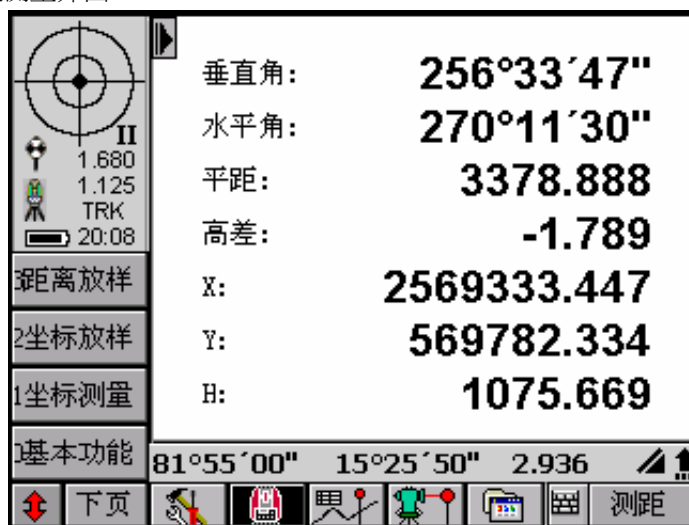 II
1.680
1.125
TRK
20:08
垂直角: 256°33´47"
水平角: 270°11´30"
平距: 3378.888
高差: -1.789
X: 2569333.447
Y: 569782.334
H: 1075.669
3距离放样
2坐标放样
1坐标测量
基本功能
81°55´00" 15°25´50" 2.936
下页
测距